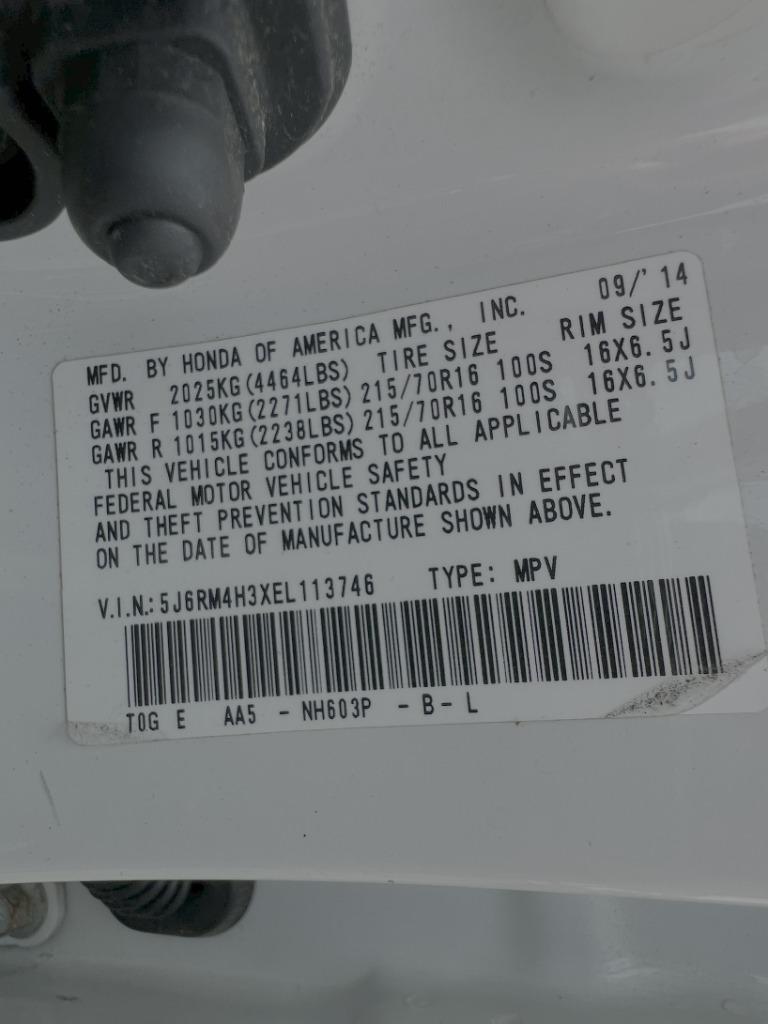 09/'14
MFD. BY HONDA OF AMERICA MFG., INC.
GVWR 2025KG(4464LBS) TIRE SIZE RIM SIZE
GAWR F 1030KG(2271LBS) 215/70R16 100S 16X6.5J
GAWR R 1015KG(2238LBS) 215/70R16 100S 16X6.5J
THIS VEHICLE CONFORMS TO ALL APPLICABLE
FEDERAL MOTOR VEHICLE SAFETY
AND THEFT PREVENTION STANDARDS IN EFFECT
ON THE DATE OF MANUFACTURE SHOWN ABOVE.
V.I.N.: 5J6RM4H3XEL113746 TYPE: MPV
T0G E AA5 - NH603P - B - L